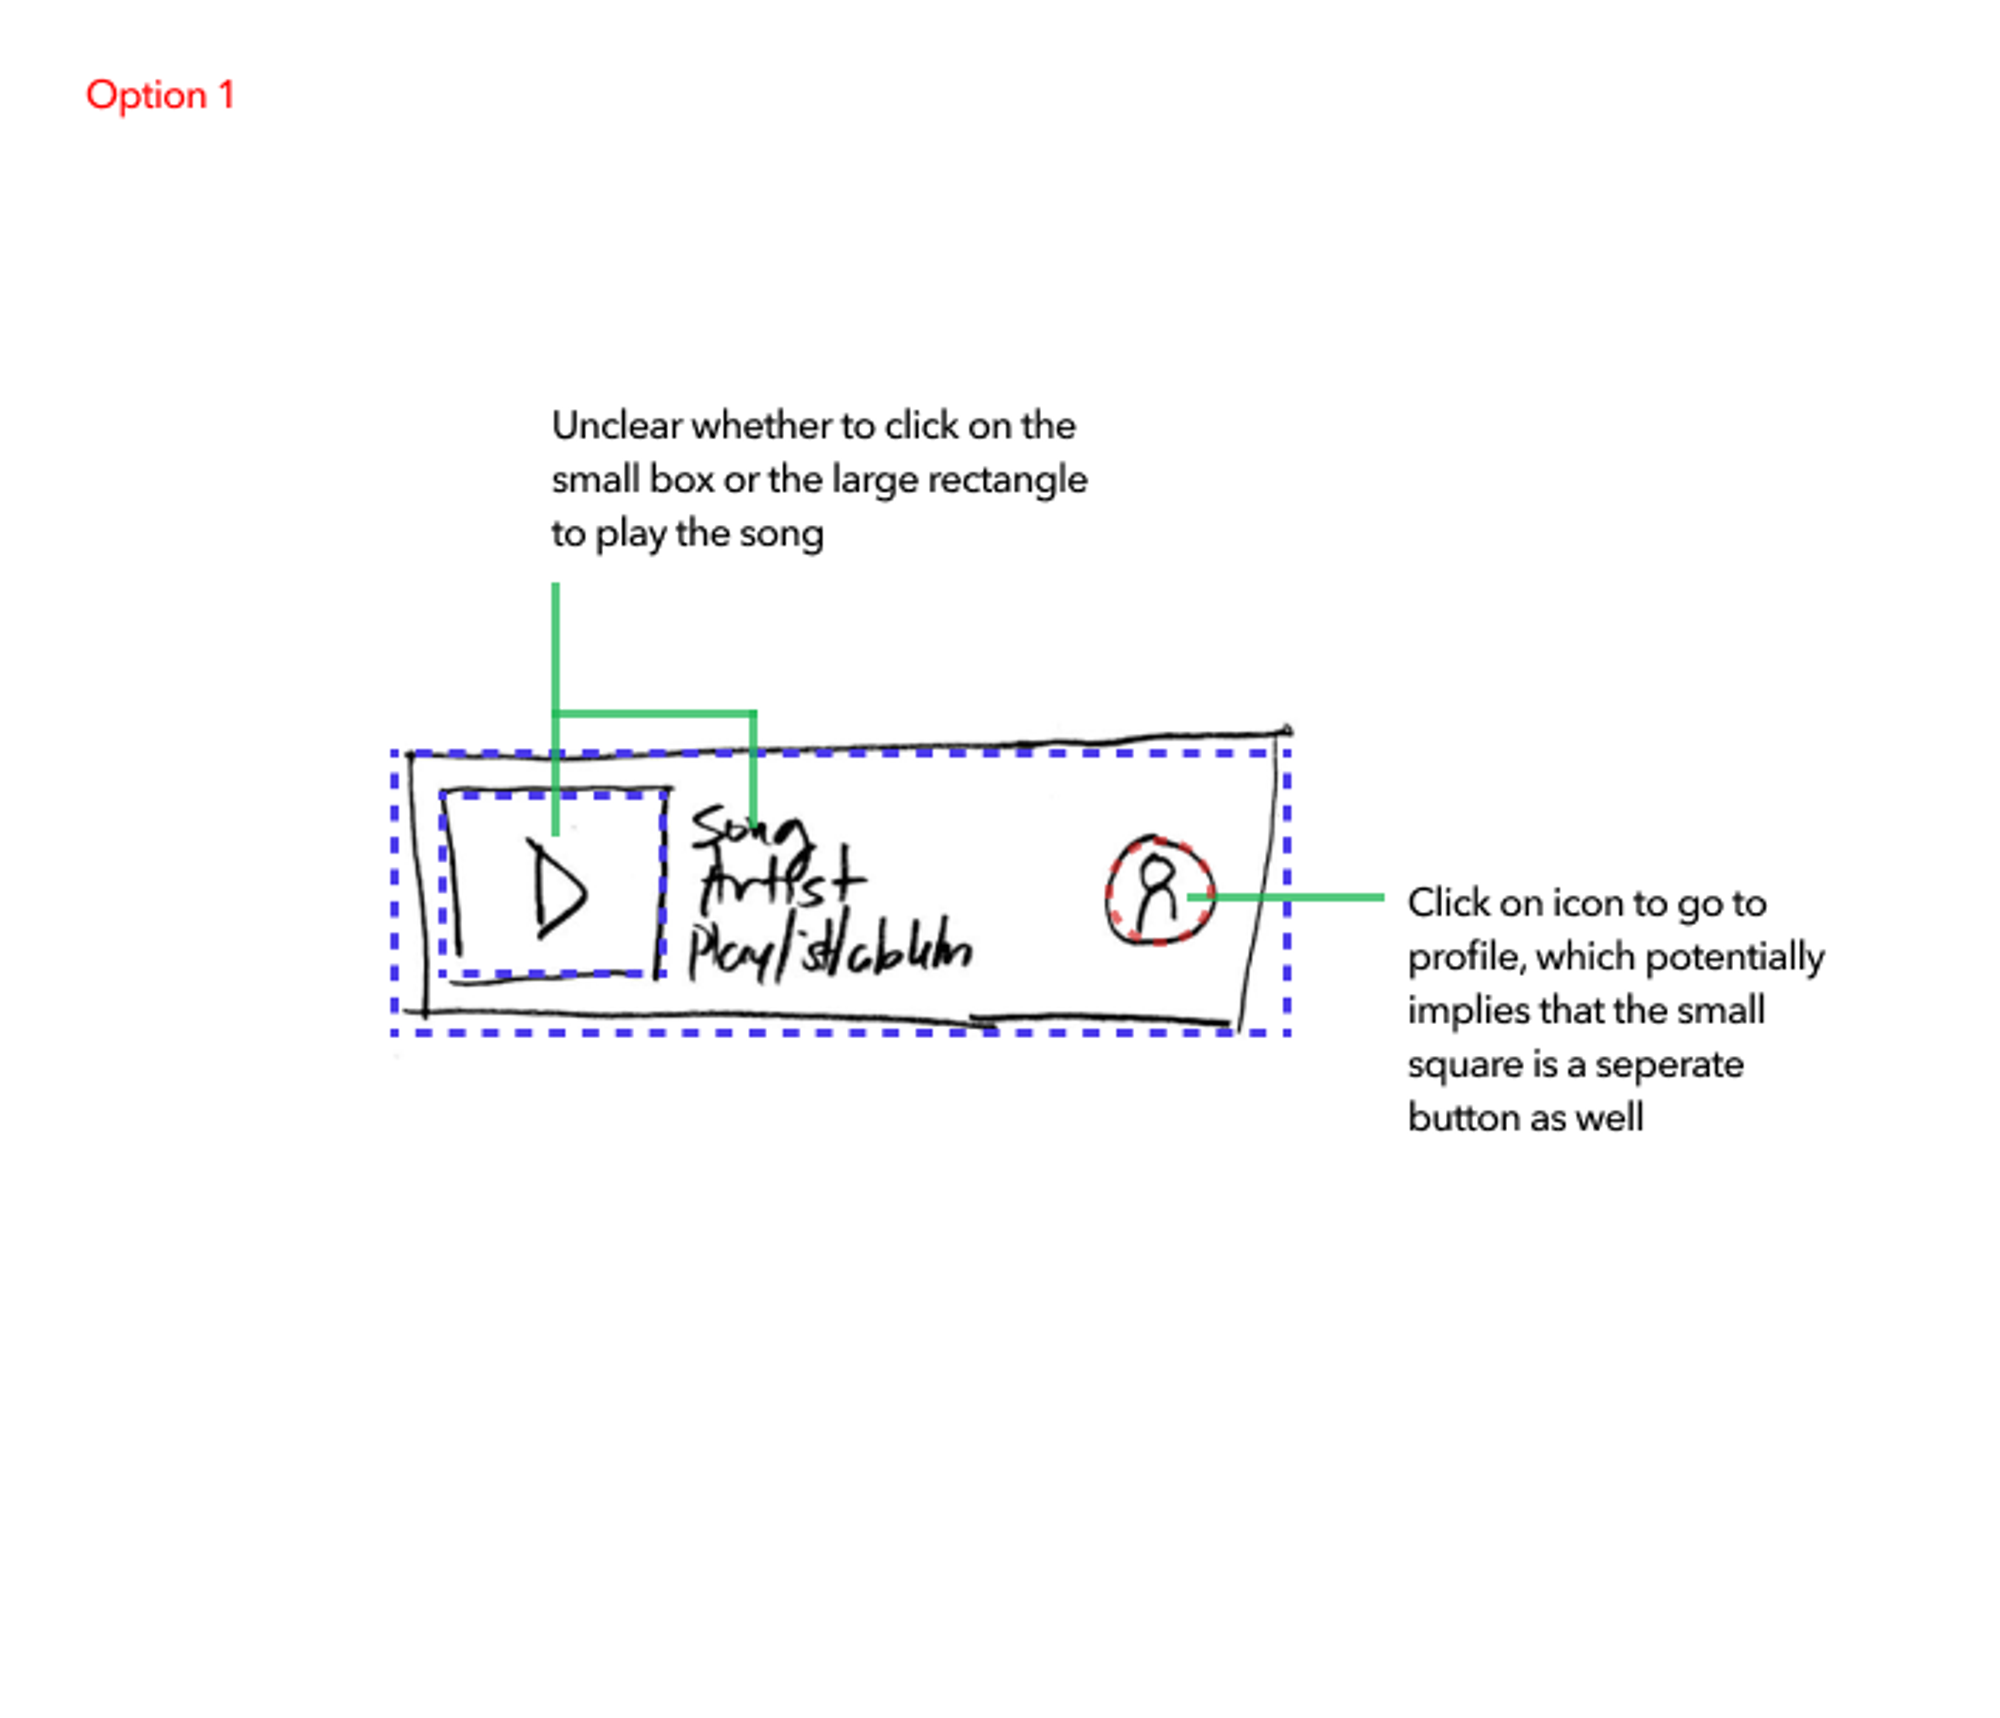 Option 1
Unclear whether to click on the
small box or the large rectangle
to play the song
Song
Artist
Playlist/album
Click on icon to go to
profile, which potentially
implies that the small
square is a seperate
button as well